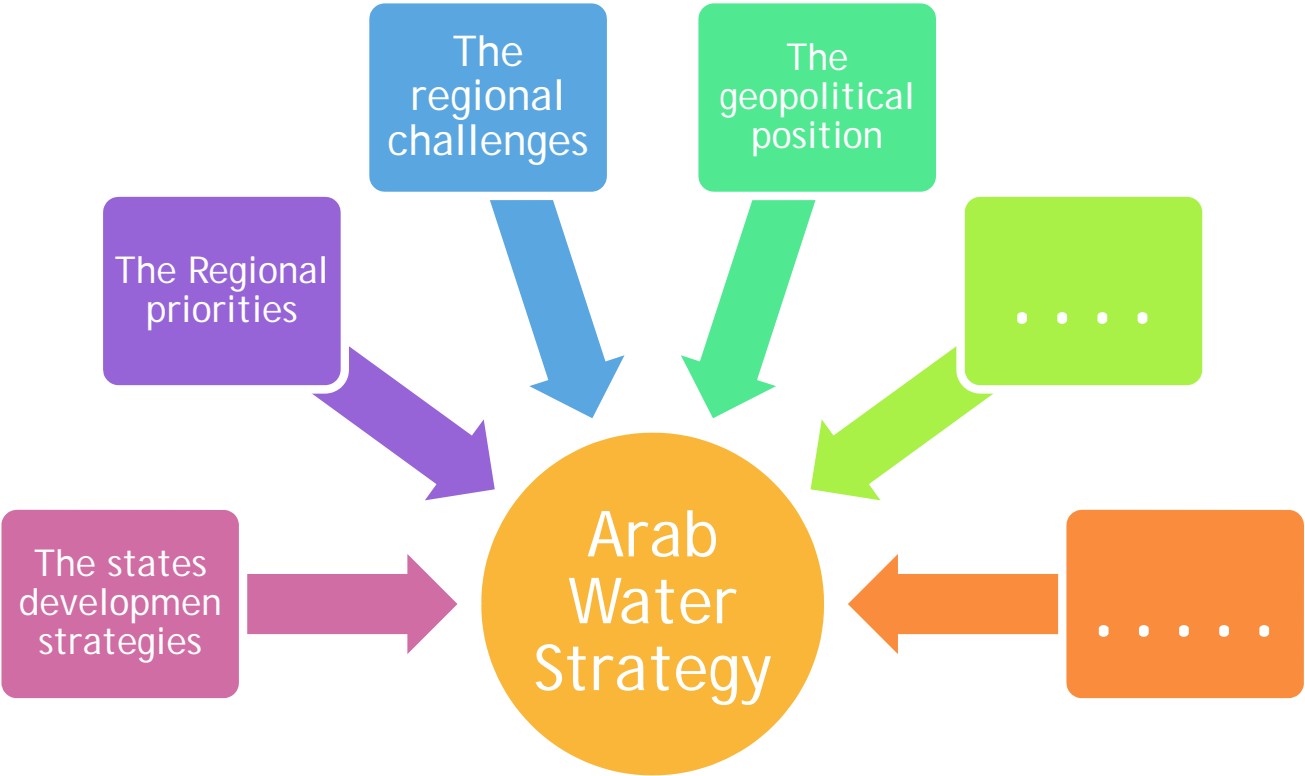 The
regional
challenges
The
geopolitical
position
The Regional
priorities
. . . .
The states
developmen
strategies
Arab
Water
Strategy
. . . . .